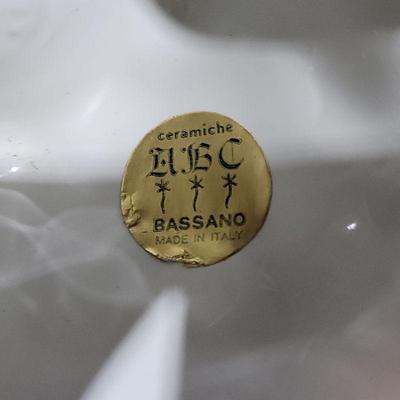 ceramiche
ABC
BASSANO
MADE IN ITALY